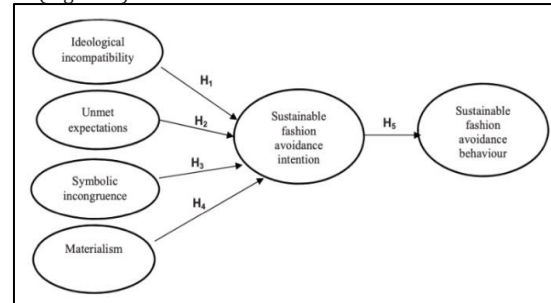 Ideological
incompatibility
H1
Unmet
expectations
H2
Symbolic
incongruence
H3
Materialism
H4
Sustainable
fashion
avoidance
intention
H5
Sustainable
fashion
avoidance
behaviour